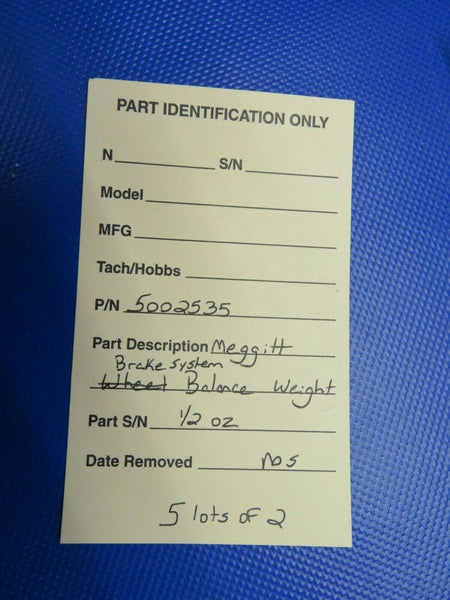 PART IDENTIFICATION ONLY
N S/N
Model
MFG
Tach/Hobbs
P/N 5002535
Part Description Meggitt
Brake System
Wheel Balance Weight
Part S/N 1/2 oz
Date Removed NS
5 lots of 2